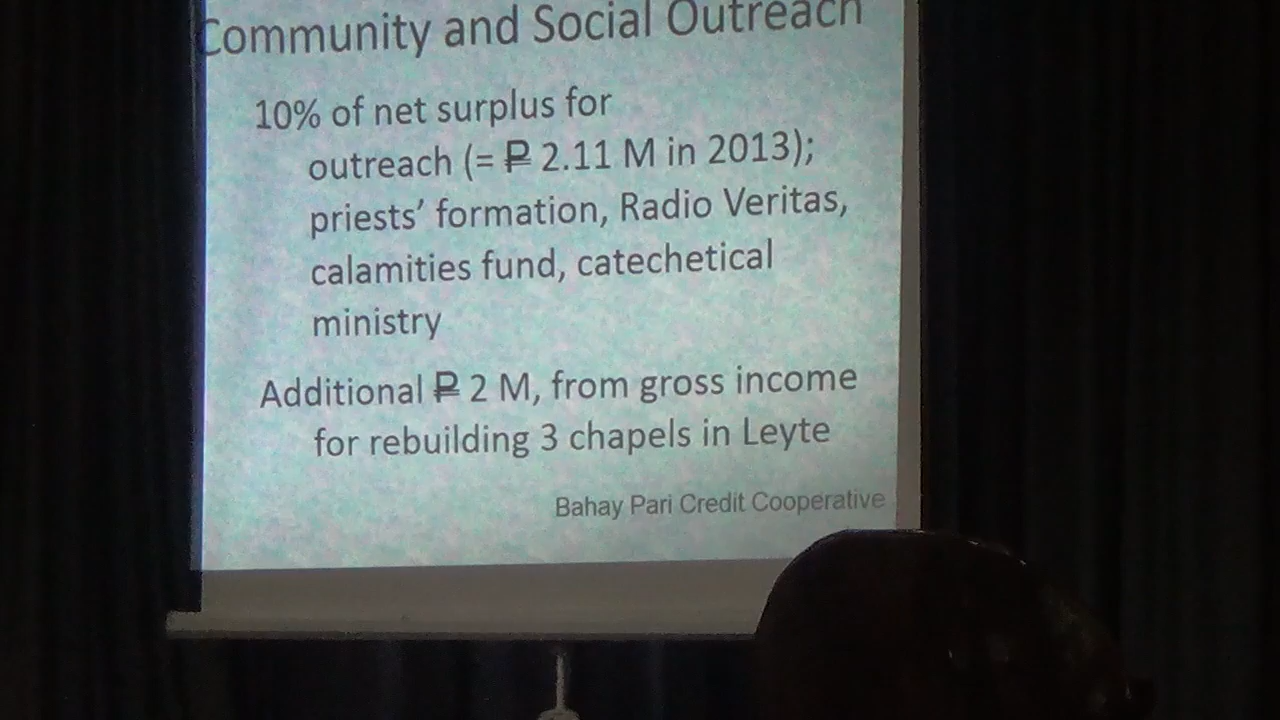 Community and Social Outreach
10% of net surplus for
outreach (= ₱ 2.11 M in 2013);
priests’ formation, Radio Veritas,
calamities fund, catechetical
ministry
Additional ₱ 2 M, from gross income
for rebuilding 3 chapels in Leyte
Bahay Pari Credit Cooperative